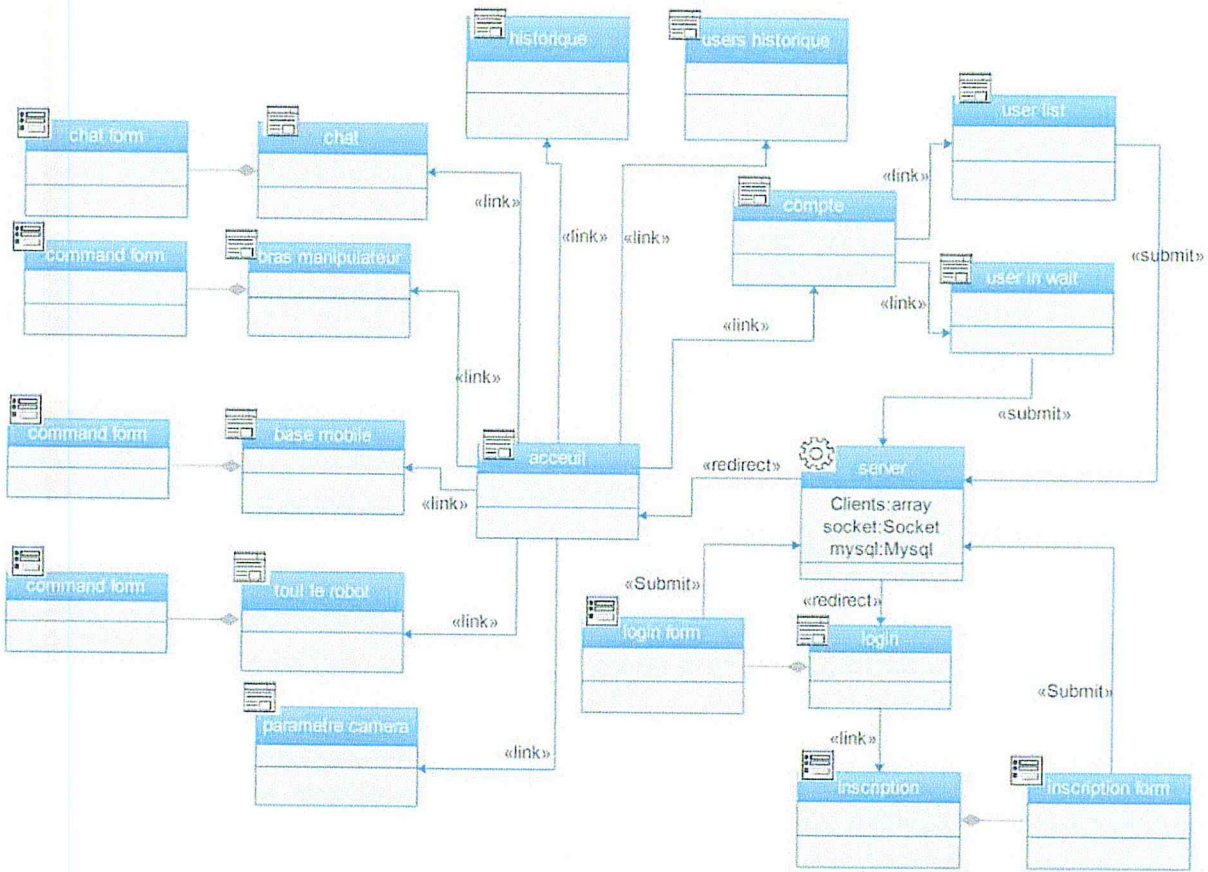 historique
users historique
user list
chat form
chat
«link»
«link»
compte
command form
bras manipulateur
«link»
«link»
«submit»
user in wait
«link»
«link»
«link»
«submit»
command form
base mobile
acceuil
«redirect»
server
«link»
Clients:array
socket:Socket
mysql:Mysql
command form
tout le robot
«Submit»
«redirect»
«link»
login form
login
«Submit»
parametre camera
«link»
«link»
inscription
inscription form